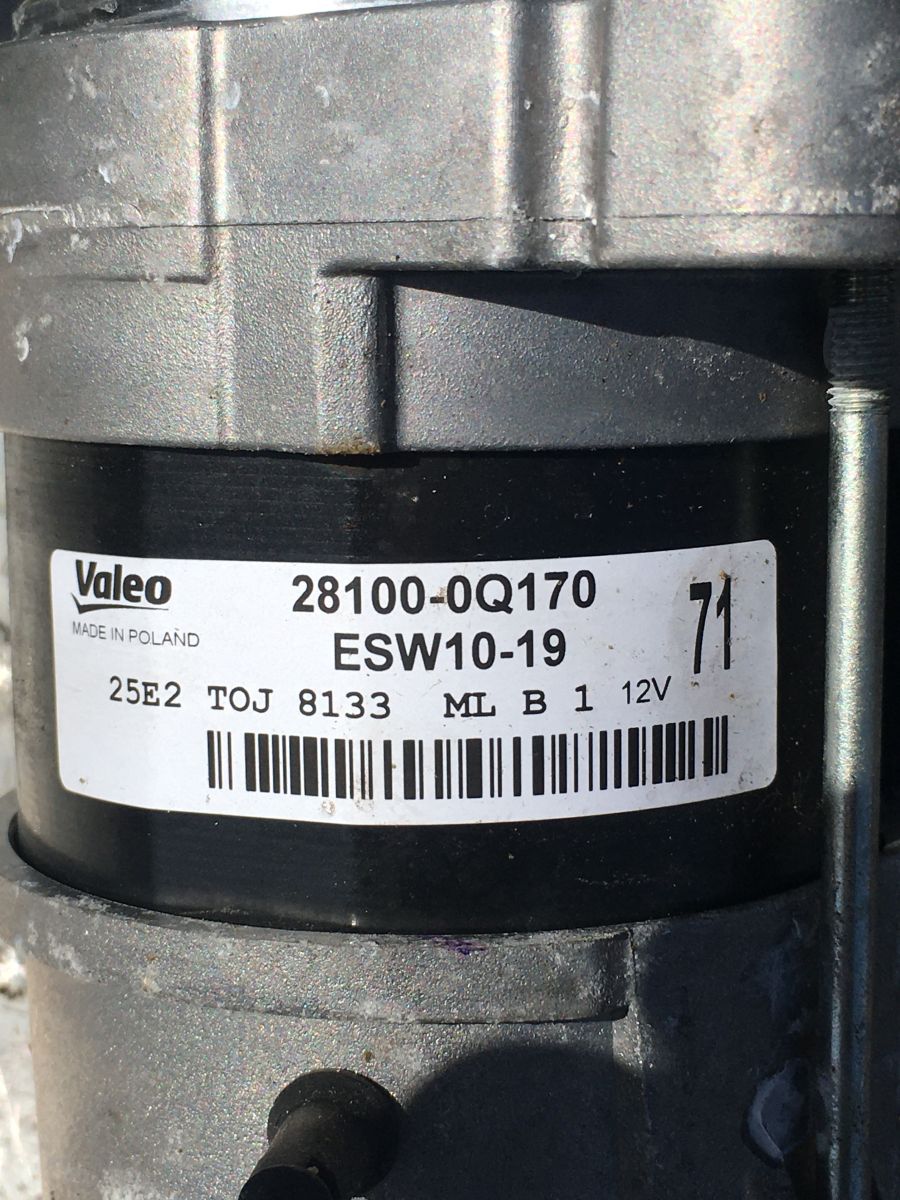 Valeo
MADE IN POLAND
28100-0Q170
ESW10-19
71
25E2 TOJ 8133 ML B 1 12V